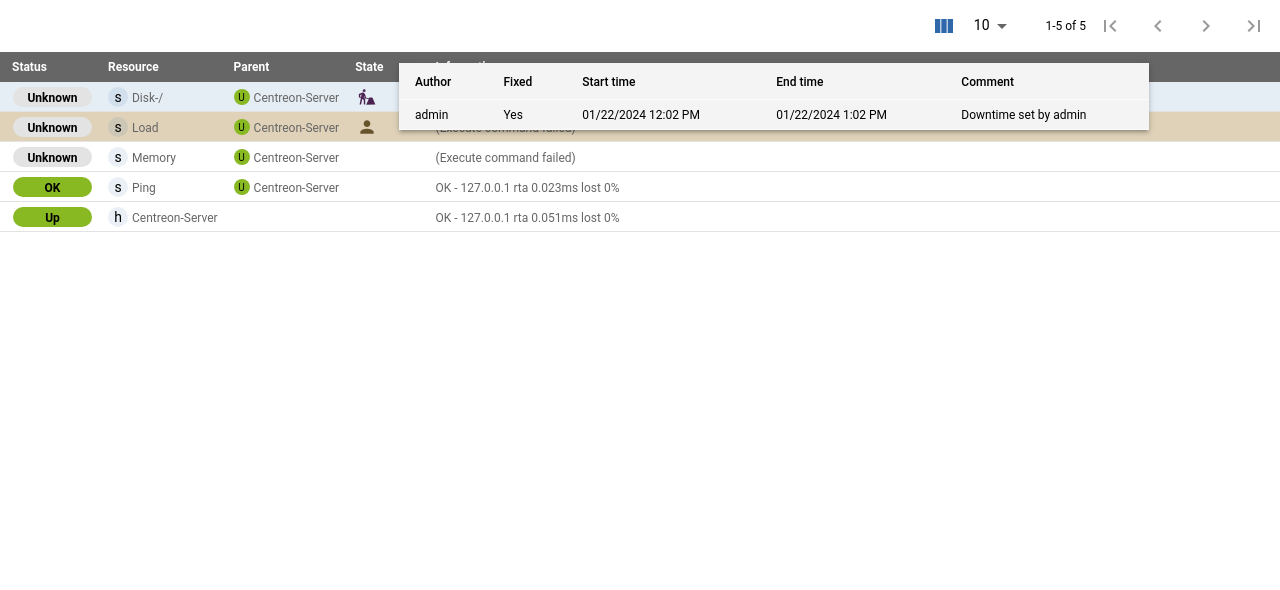 10 1-5 of 5
Status Resource Parent State
Author Fixed Start time End time Comment
Unknown s Disk-/ U Centreon-Server
admin Yes 01/22/2024 12:02 PM 01/22/2024 1:02 PM Downtime set by admin
Unknown s Load U Centreon-Server (Execute command failed)
Unknown s Memory U Centreon-Server (Execute command failed)
OK s Ping U Centreon-Server OK - 127.0.0.1 rta 0.023ms lost 0%
Up h Centreon-Server OK - 127.0.0.1 rta 0.051ms lost 0%